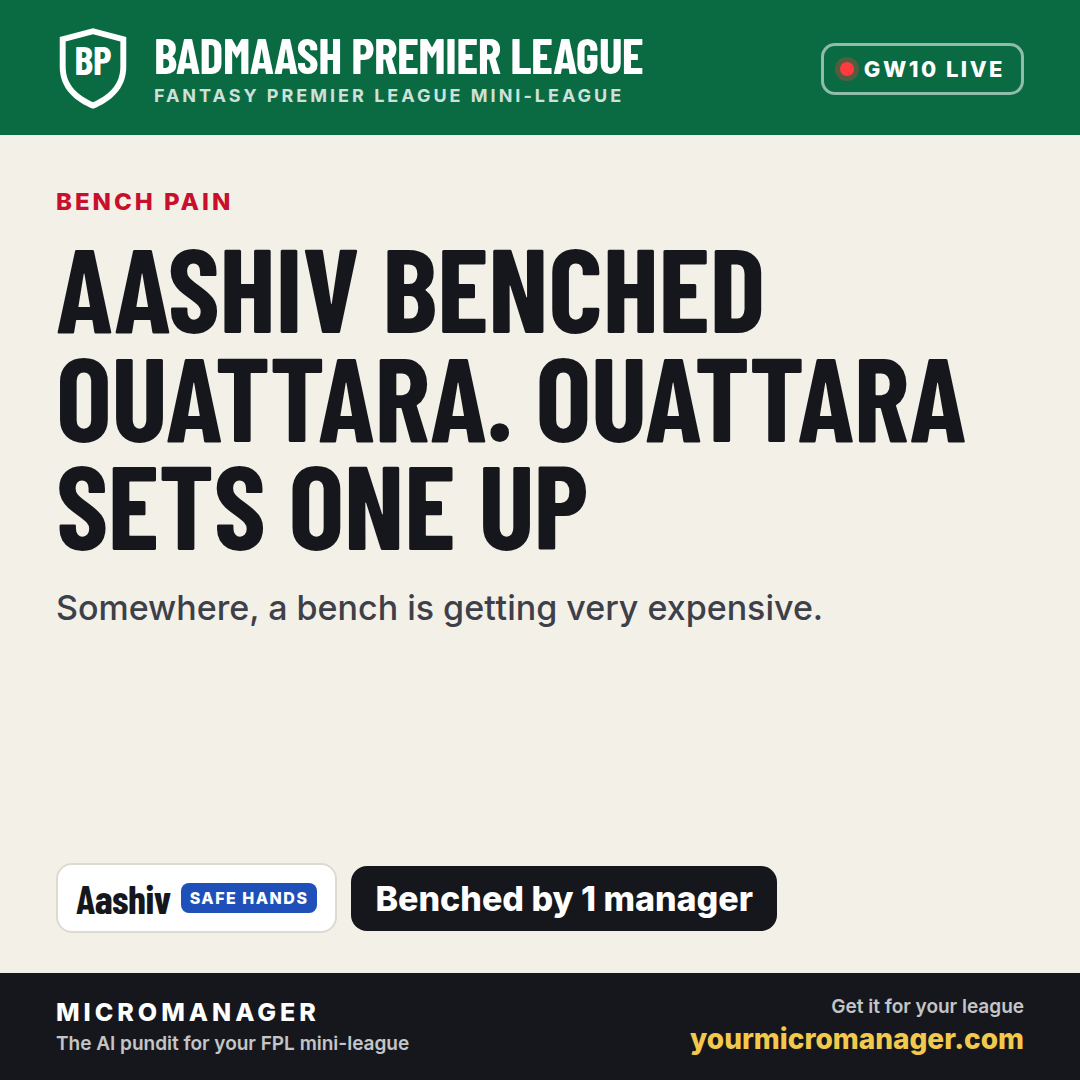 BP
BADMAASH PREMIER LEAGUE
FANTASY PREMIER LEAGUE MINI-LEAGUE
GW10 LIVE
BENCH PAIN
AASHIV BENCHED
OUATTARA. OUATTARA
SETS ONE UP
Somewhere, a bench is getting very expensive.
Aashiv SAFE HANDS
Benched by 1 manager
MICROMANAGER
The AI pundit for your FPL mini-league
Get it for your league
yourmicromanager.com